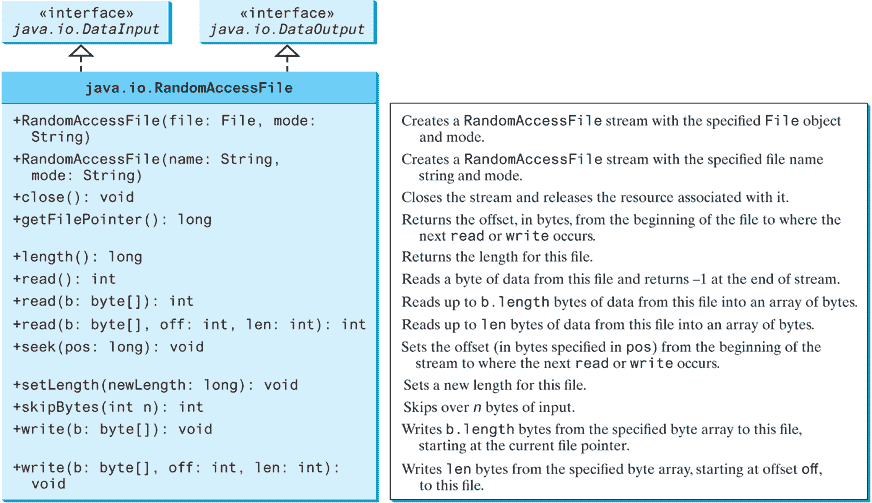 «interface»
java.io.DataInput
«interface»
java.io.DataOutput
java.io.RandomAccessFile
+RandomAccessFile(file: File, mode:
String)
Creates a RandomAccessFile stream with the specified File object
and mode.
+RandomAccessFile(name: String,
mode: String)
Creates a RandomAccessFile stream with the specified file name
string and mode.
+close(): void
Closes the stream and releases the resource associated with it.
+getFilePointer(): long
Returns the offset, in bytes, from the beginning of the file to where the
next read or write occurs.
+length(): long
Returns the length for this file.
+read(): int
Reads a byte of data from this file and returns –1 at the end of stream.
+read(b: byte[]): int
Reads up to b.length bytes of data from this file into an array of bytes.
+read(b: byte[], off: int, len: int): int
Reads up to len bytes of data from this file into an array of bytes.
+seek(pos: long): void
Sets the offset (in bytes specified in pos) from the beginning of the
stream to where the next read or write occurs.
+setLength(newLength: long): void
Sets a new length for this file.
+skipBytes(int n): int
Skips over n bytes of input.
+write(b: byte[]): void
Writes b.length bytes from the specified byte array to this file,
starting at the current file pointer.
+write(b: byte[], off: int, len: int):
void
Writes len bytes from the specified byte array, starting at offset off,
to this file.